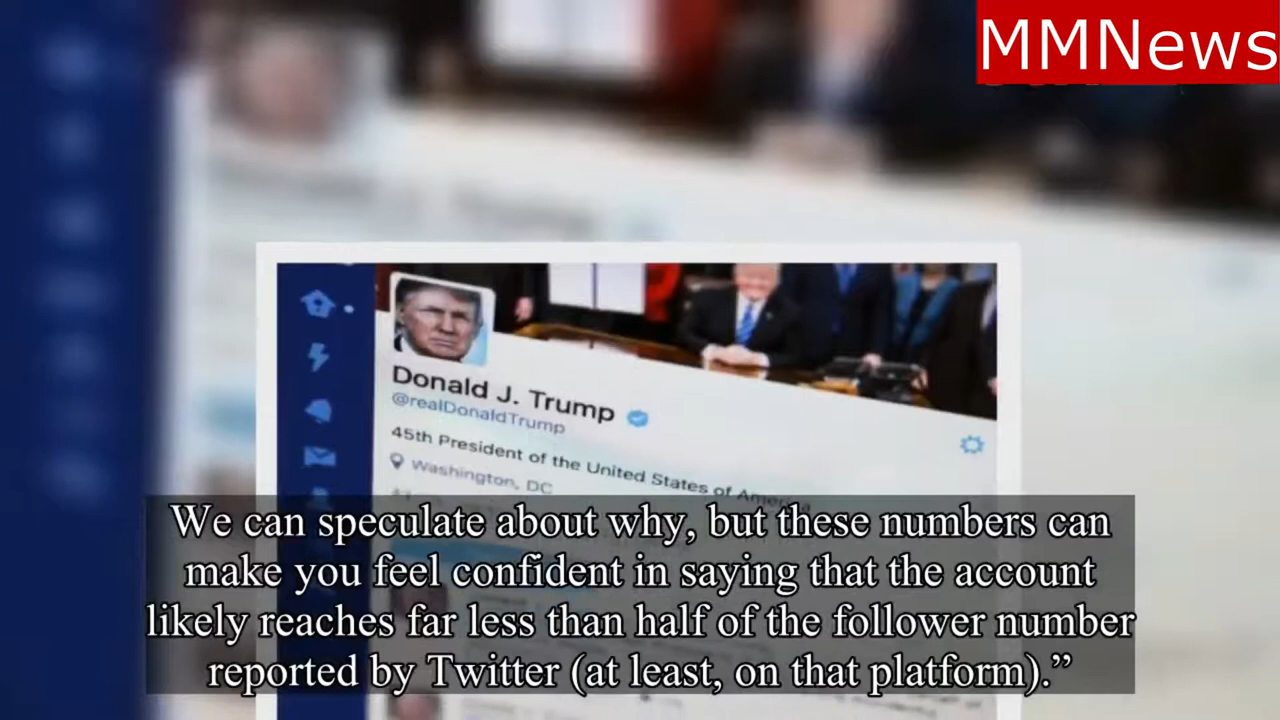 MMNews
Donald J. Trump
@realDonaldTrump
45th President of the United States of America
Washington, DC
We can speculate about why, but these numbers can
make you feel confident in saying that the account
likely reaches far less than half of the follower number
reported by Twitter (at least, on that platform).”